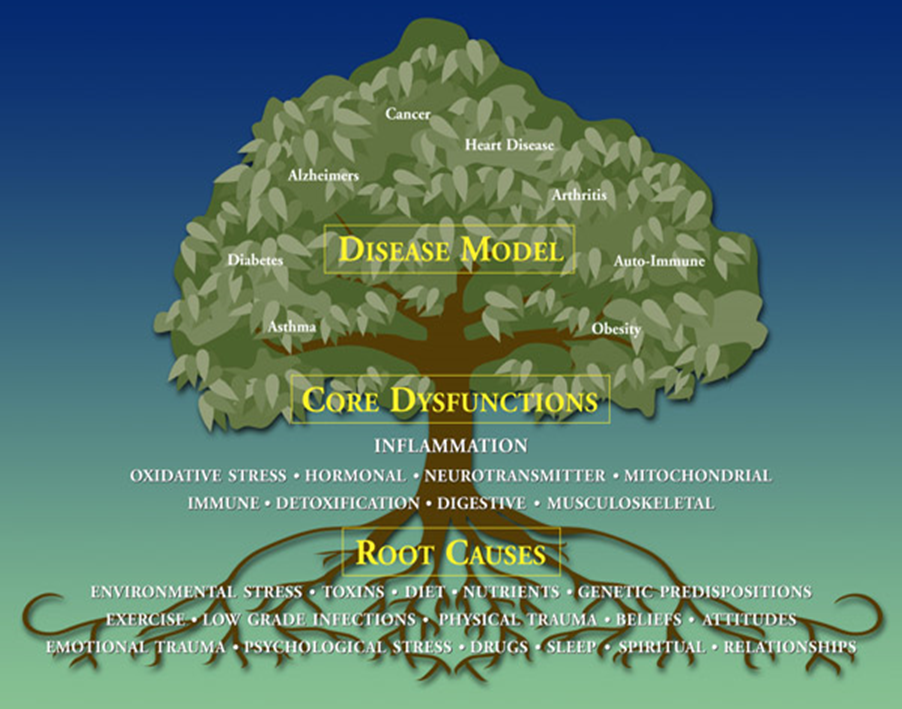 Cancer
Heart Disease
Alzheimers
Arthritis
DISEASE MODEL
Diabetes
Auto-Immune
Asthma
Obesity
CORE DYSFUNCTIONS
INFLAMMATION
OXIDATIVE STRESS • HORMONAL • NEUROTRANSMITTER • MITOCHONDRIAL
IMMUNE • DETOXIFICATION • DIGESTIVE • MUSCULOSKELETAL
ROOT CAUSES
ENVIRONMENTAL STRESS • TOXINS • DIET • NUTRIENTS • GENETIC PREDISPOSITIONS
EXERCISE • LOW GRADE INFECTIONS • PHYSICAL TRAUMA • BELIEFS • ATTITUDES
EMOTIONAL TRAUMA • PSYCHOLOGICAL STRESS • DRUGS • SLEEP • SPIRITUAL • RELATIONSHIPS